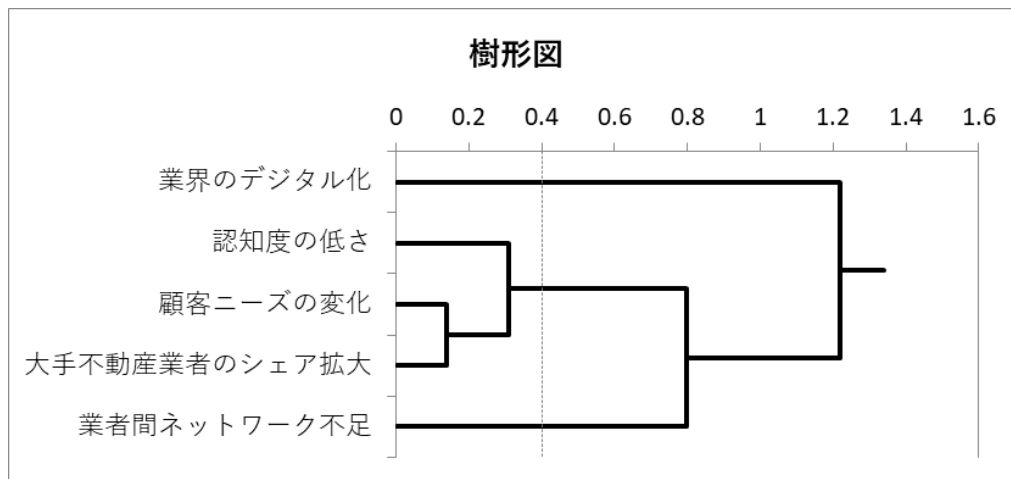 樹形図
0 0.2 0.4 0.6 0.8 1 1.2 1.4 1.6
業界のデジタル化
認知度の低さ
顧客ニーズの変化
大手不動産業者のシェア拡大
業者間ネットワーク不足